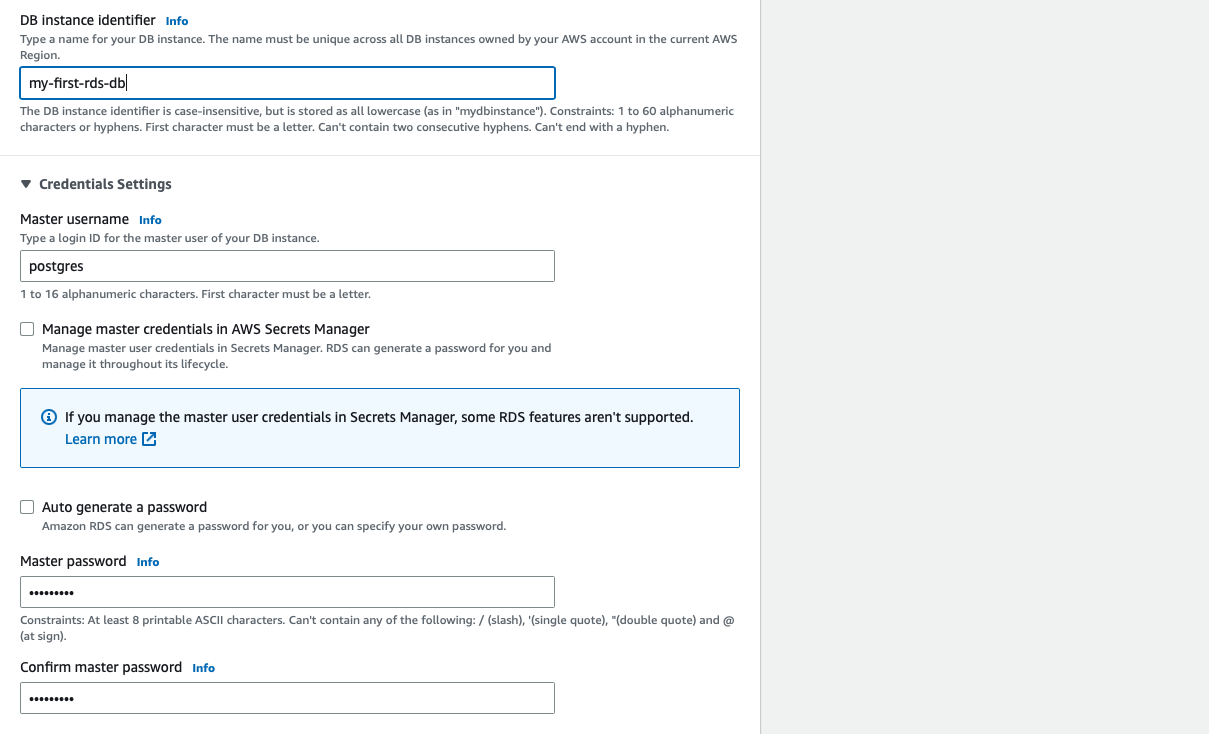 DB instance identifier Info
Type a name for your DB instance. The name must be unique across all DB instances owned by your AWS account in the current AWS
Region.
my-first-rds-db
The DB instance identifier is case-insensitive, but is stored as all lowercase (as in "mydbinstance"). Constraints: 1 to 60 alphanumeric
characters or hyphens. First character must be a letter. Can't contain two consecutive hyphens. Can't end with a hyphen.
Credentials Settings
Master username Info
Type a login ID for the master user of your DB instance.
postgres
1 to 16 alphanumeric characters. First character must be a letter.
Manage master credentials in AWS Secrets Manager
Manage master user credentials in Secrets Manager. RDS can generate a password for you and
manage it throughout its lifecycle.
If you manage the master user credentials in Secrets Manager, some RDS features aren't supported.
Learn more
Auto generate a password
Amazon RDS can generate a password for you, or you can specify your own password.
Master password Info
•••••••••
Constraints: At least 8 printable ASCII characters. Can't contain any of the following: / (slash), '(single quote), "(double quote) and @
(at sign).
Confirm master password Info
•••••••••